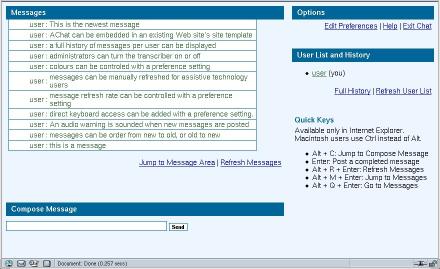 Messages
user : This is the newest message
user : AChat can be embedded in an existing Web site's site template
user : a full history of messages per user can be displayed
user : administrators can turn the transcriber on or off
user : colours can be controled with a preference setting
user : messages can be manually refreshed for assistive technology
users
user : message refresh rate can be controlled with a preference
setting
user : direct keyboard access can be added with a preference setting.
user : An audio warning is sounded when new messages are posted
user : messages can be order from new to old, or old to new
user : this is a message
Jump to Message Area | Refresh Messages
Compose Message
Send
Options
Edit Preferences | Help | Exit Chat
User List and History
user (you)
Full History | Refresh User List
Quick Keys
Available only in Internet Explorer.
Macintosh users use Ctrl instead of Alt.
Alt + C: Jump to Compose Message
Enter: Post a completed message
Alt + R + Enter: Refresh Messages
Alt + M + Enter: Jump to Messages
Alt + Q + Enter: Go to Messages
Document: Done (0.257 secs)